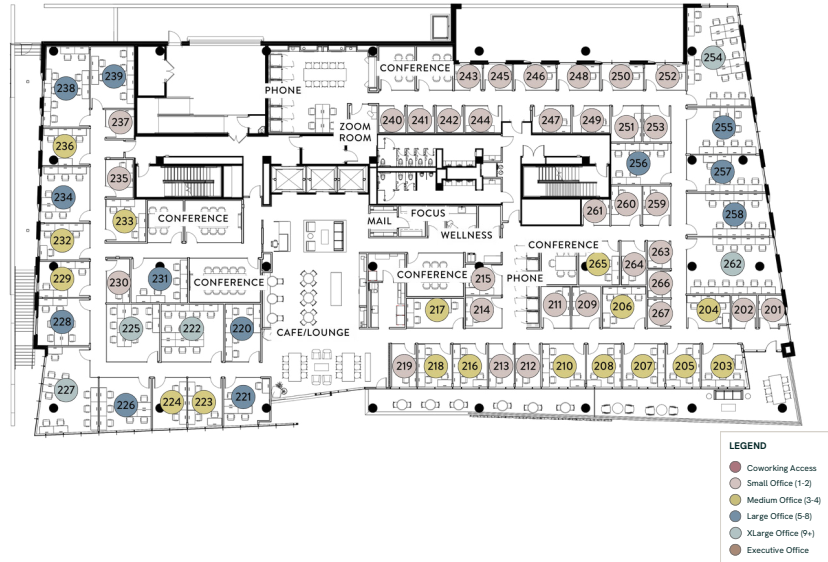 254
CONFERENCE
243 245 246 248 250 252
238 239
PHONE
237
240 241 242 244 247 249 251 253 255
ZOOM
ROOM
236
256
257
235
234
233
CONFERENCE
MAIL
FOCUS
WELLNESS
261 260 259 258
232
CONFERENCE
263
262
229
230 231
CONFERENCE
CONFERENCE
215
PHONE
265 264
266
228
225 222 220
CAFE/LOUNGE
217 214
211 209 206 267 204 202 201
219 218 216 213 212 210 208 207 205 203
227
226 224 223 221
LEGEND
Coworking Access
Small Office (1-2)
Medium Office (3-4)
Large Office (5-8)
XLarge Office (9+)
Executive Office